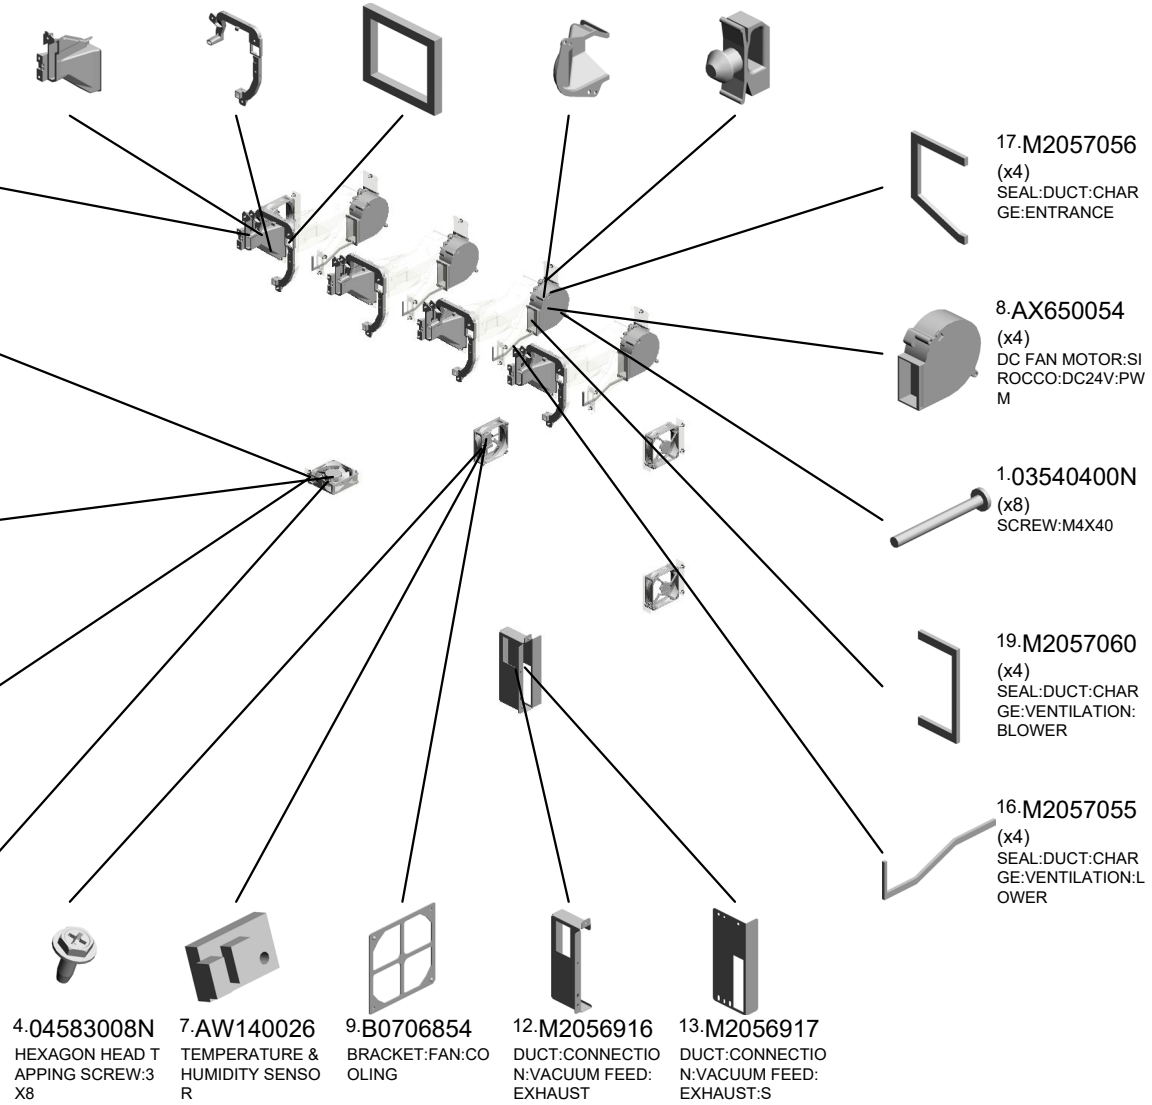 17.M2057056
(x4)
SEAL:DUCT:CHAR
GE:ENTRANCE
8.AX650054
(x4)
DC FAN MOTOR:SI
ROCCO:DC24V:PW
M
1.03540400N
(x8)
SCREW:M4X40
19.M2057060
(x4)
SEAL:DUCT:CHAR
GE:VENTILATION:
BLOWER
16.M2057055
(x4)
SEAL:DUCT:CHAR
GE:VENTILATION:L
OWER
4.04583008N
HEXAGON HEAD T
APPING SCREW:3
X8
7.AW140026
TEMPERATURE &
HUMIDITY SENSO
R
9.B0706854
BRACKET:FAN:CO
OLING
12.M2056916
DUCT:CONNECTIO
N:VACUUM FEED:
EXHAUST
13.M2056917
DUCT:CONNECTIO
N:VACUUM FEED:
EXHAUST:S